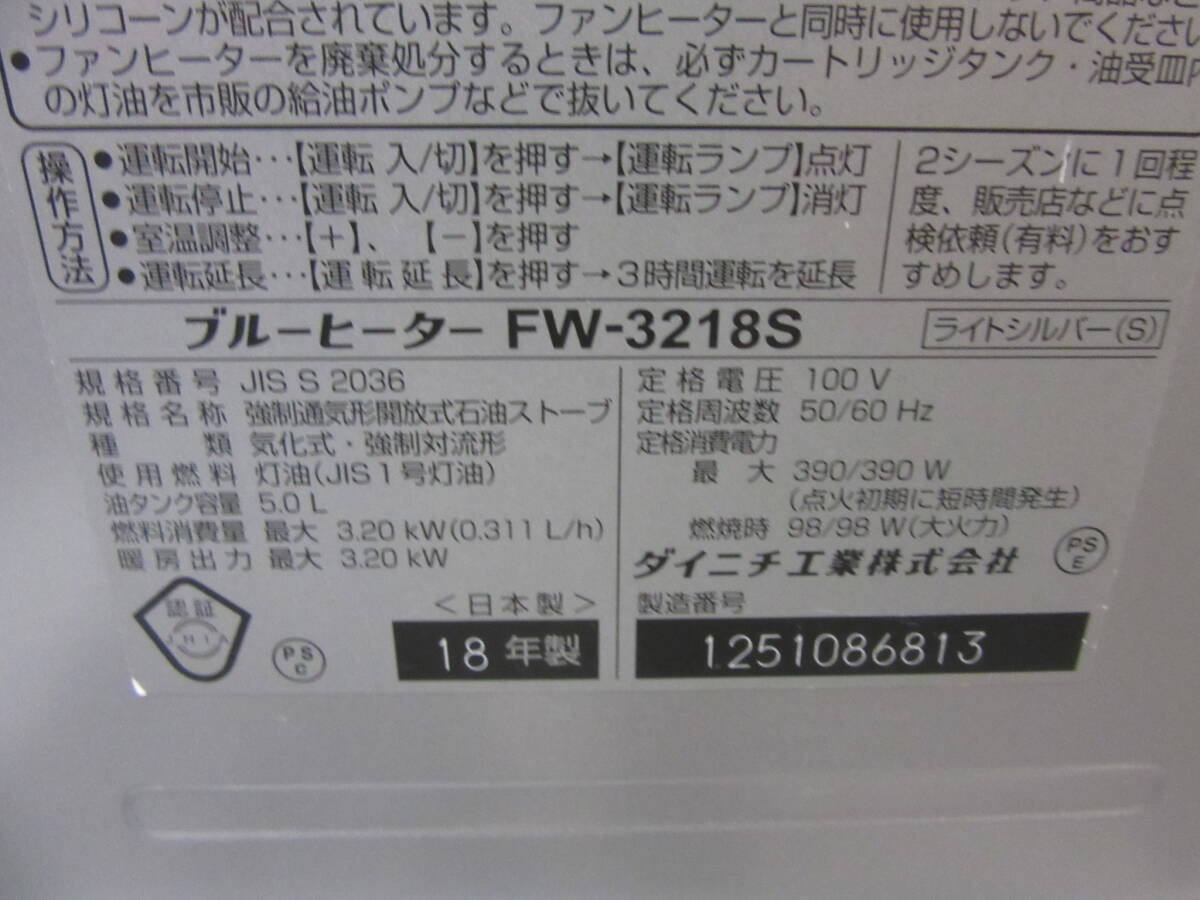 シリコーンが配合されています。ファンヒーターと同時に使用しないでください
●ファンヒーターを廃棄処分するときは、必ずカートリッジタンク・油受皿内
の灯油を市販の給油ポンプなどで抜いてください。
操作方法
●運転開始…【運転 入/切】を押す→【運転ランプ】点灯
●運転停止…【運転 入/切】を押す→【運転ランプ】消灯
●室温調整…【+】、【-】を押す
●運転延長…【運転延長】を押す→3時間運転を延長
2シーズンに1回程
度、販売店などに点
検依頼(有料)をおす
すめします。
ブルーヒーター FW-3218S
ライトシルバー(S)
規格番号 JIS S 2036
規格名称 強制通気形開放式石油ストーブ
種類 気化式・強制対流形
使用燃料 灯油(JIS1号灯油)
油タンク容量 5.0 L
燃料消費量 最大 3.20 kW(0.311 L/h)
暖房出力 最大 3.20 kW
定格電圧 100 V
定格周波数 50/60 Hz
定格消費電力
最大 390/390 W
(点火初期に短時間発生)
燃焼時 98/98 W(大火力)
ダイニチ工業株式会社
PS
E
認証
JHIA
PS
C
<日本製>
18年製
製造番号
1251086813